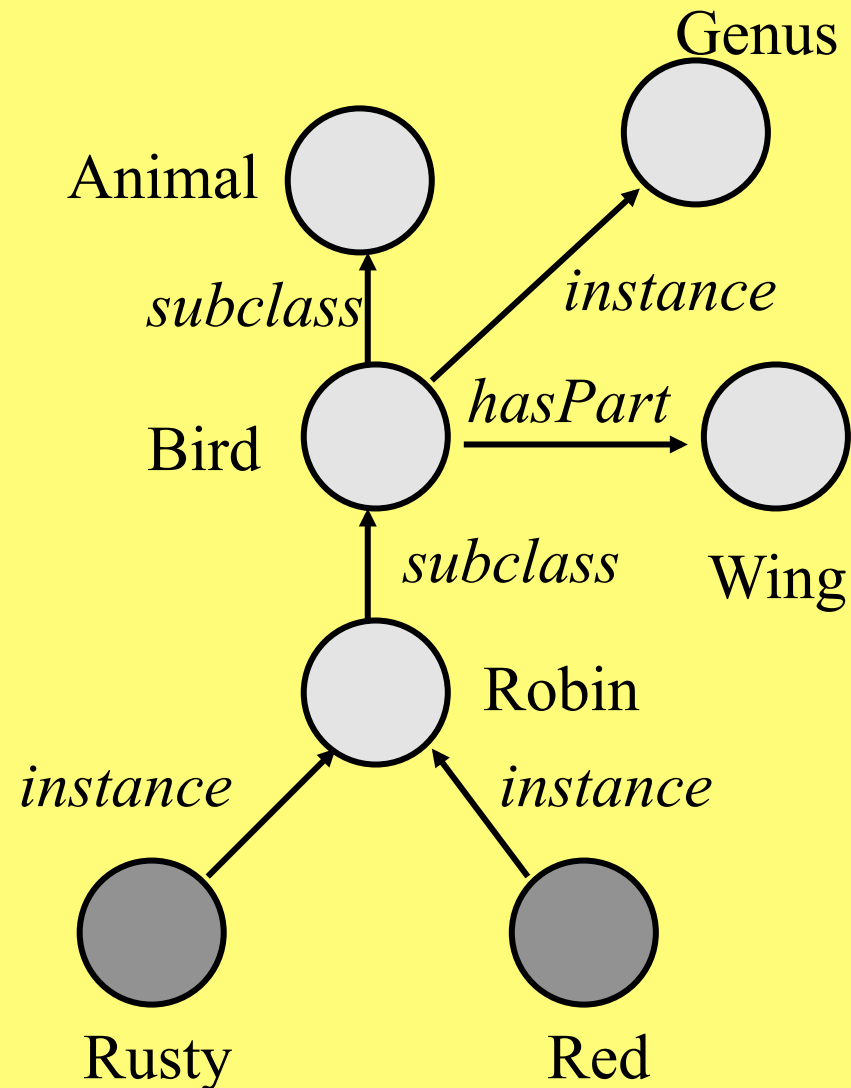 Genus
Animal
subclass
instance
hasPart
Bird
subclass
Wing
Robin
instance
instance
Rusty
Red